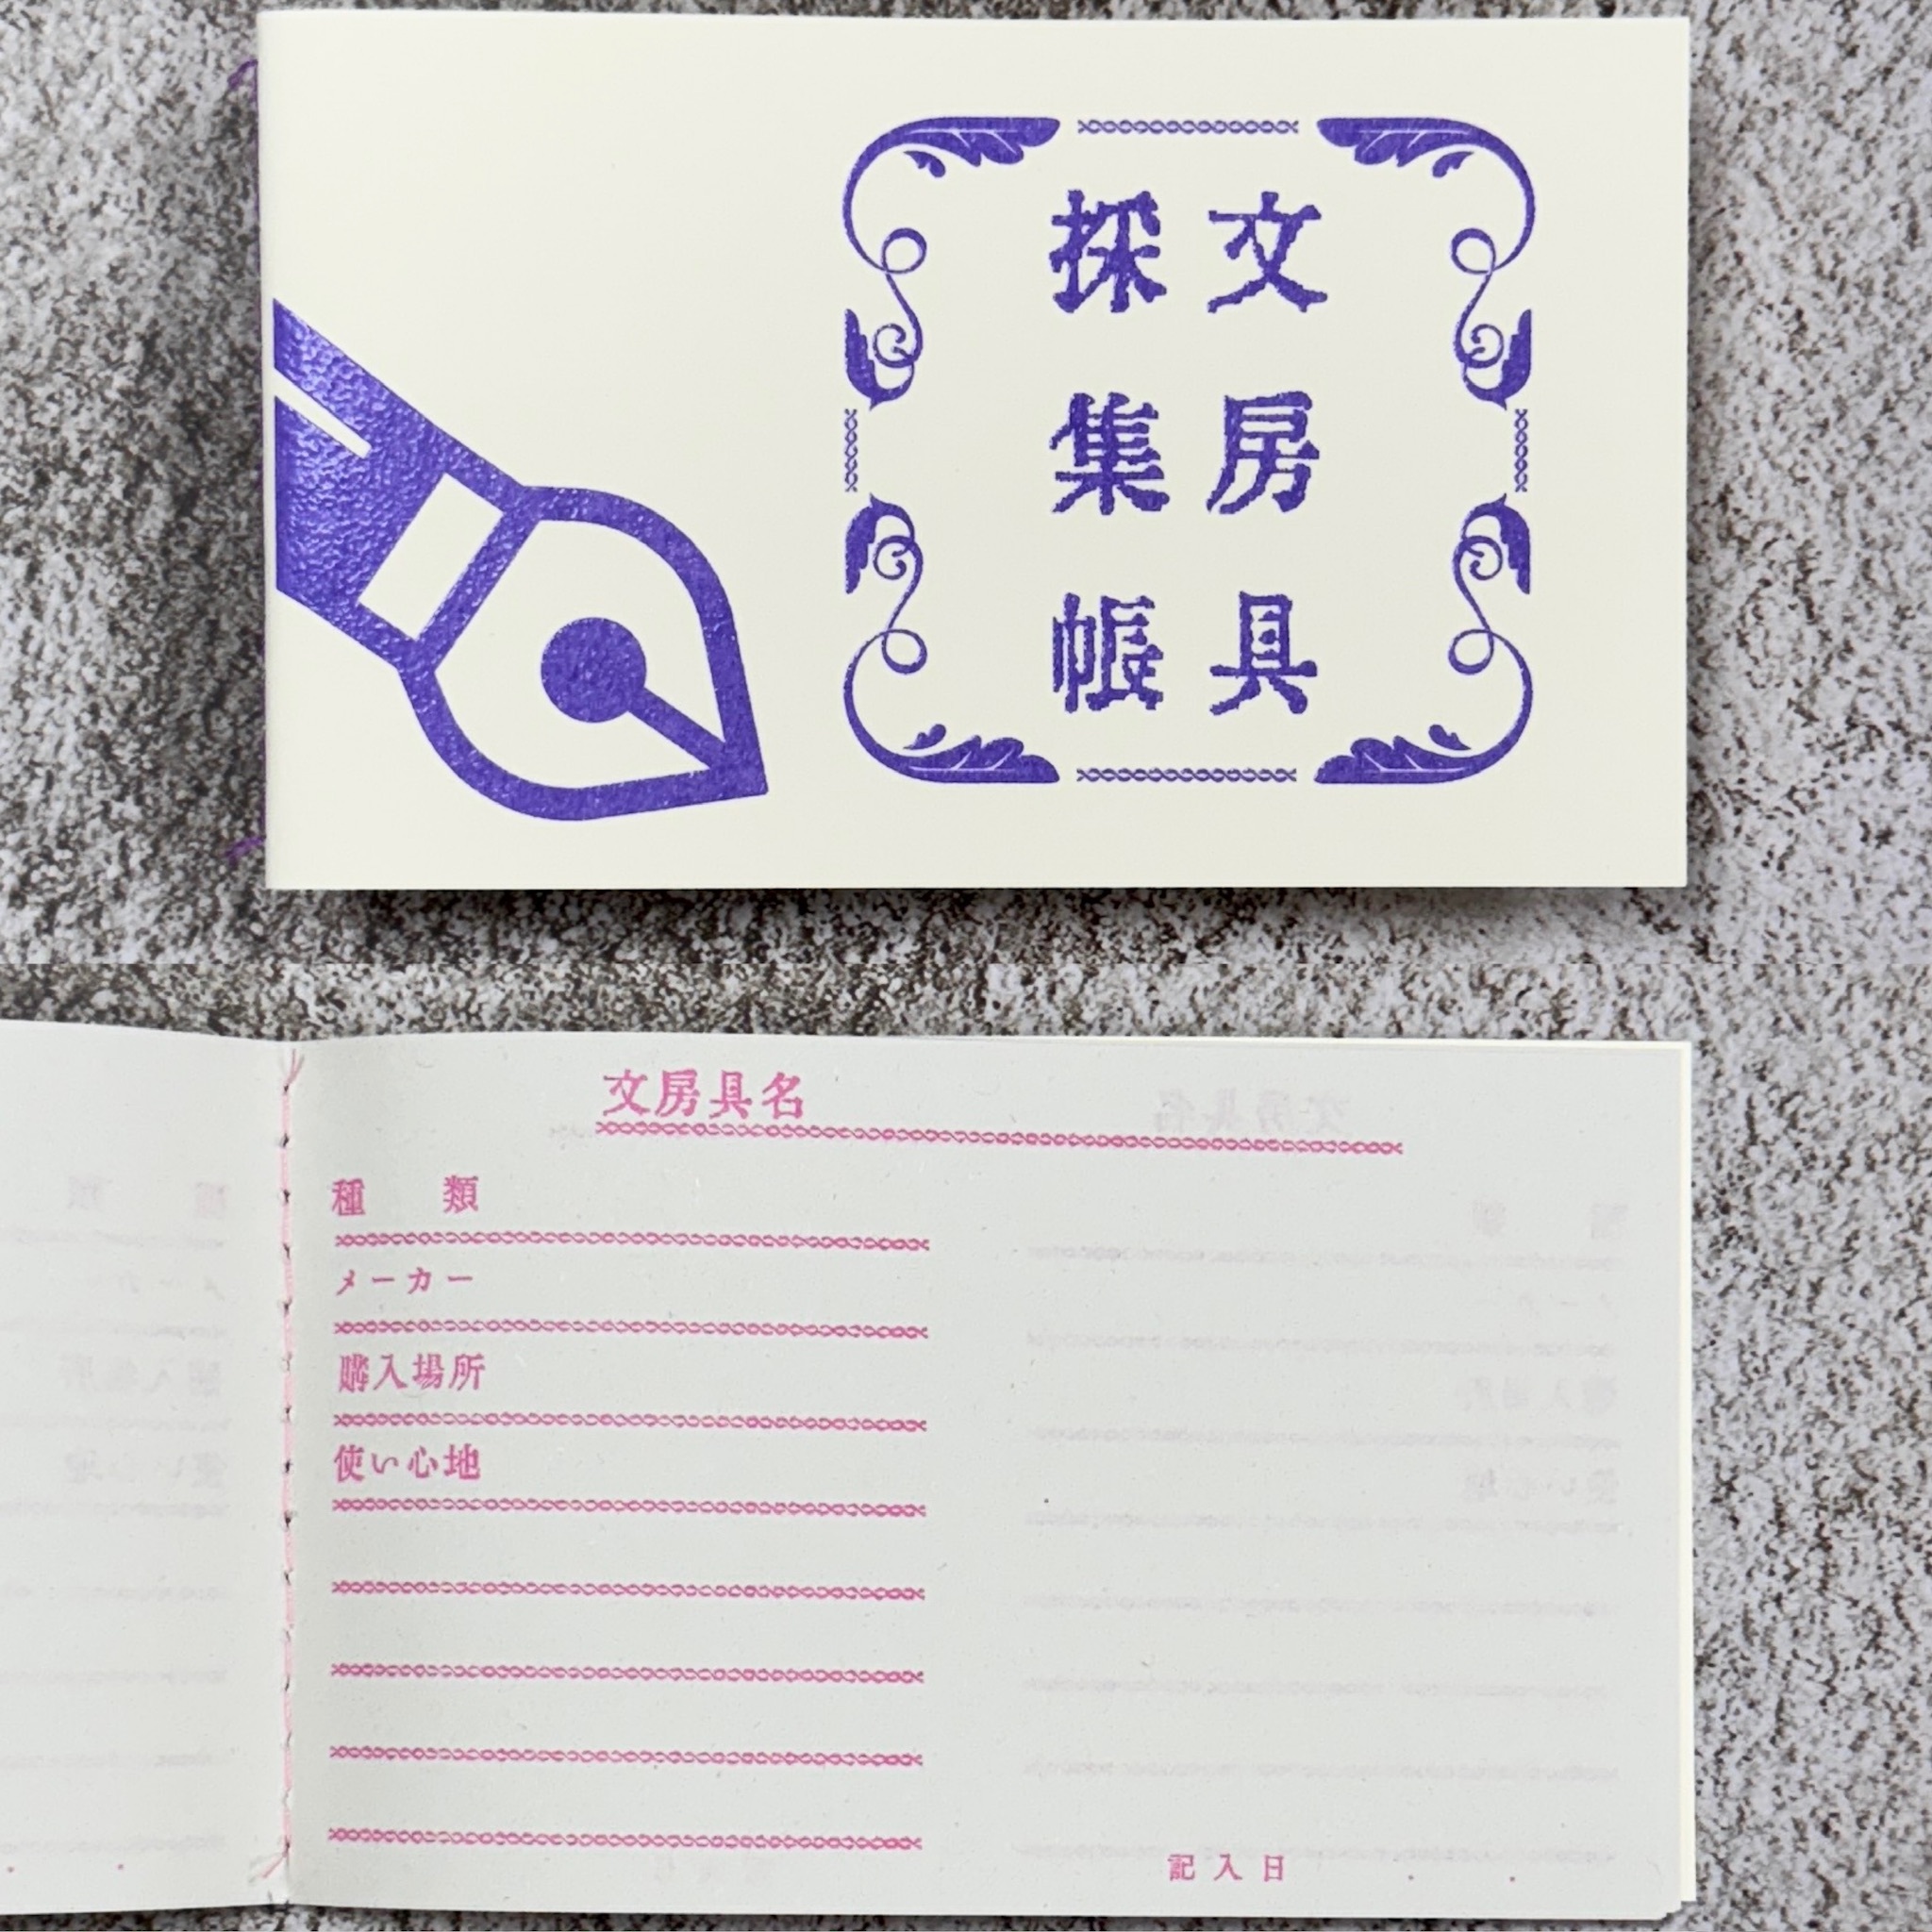 文房具
採集帳
文房具名
種類
メーカー
購入場所
使い心地
記入日 . .